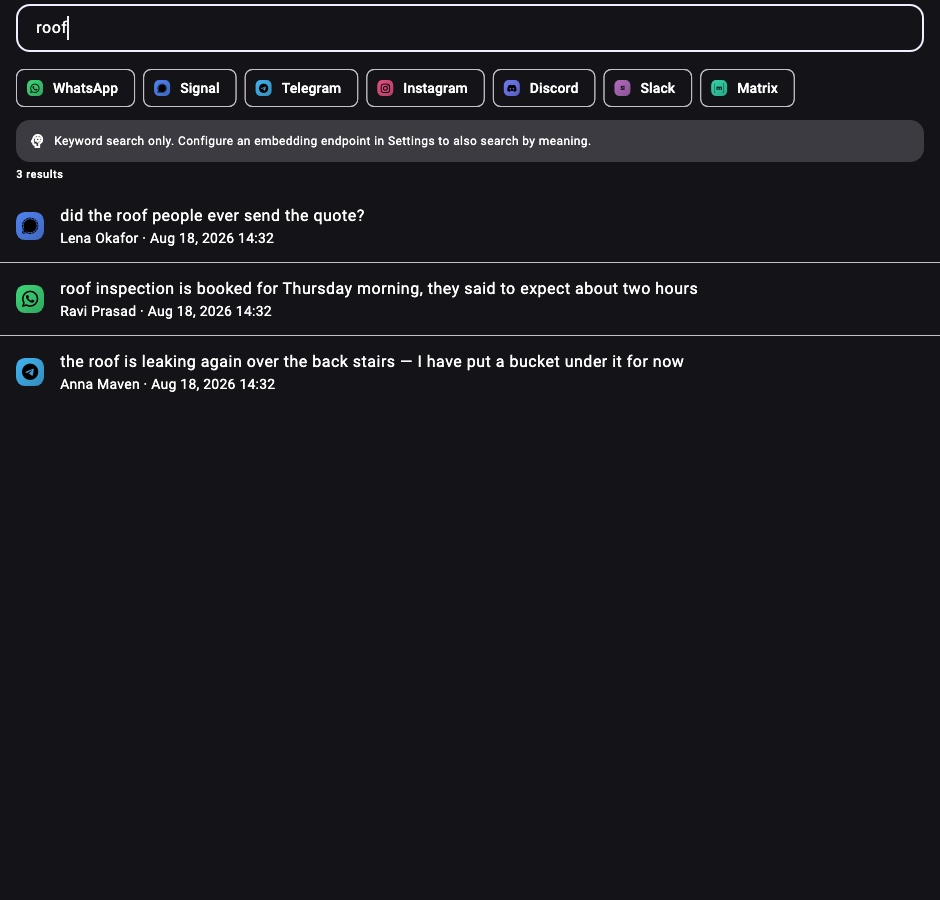 roof
WhatsApp Signal Telegram Instagram Discord Slack Matrix
Keyword search only. Configure an embedding endpoint in Settings to also search by meaning.
3 results
did the roof people ever send the quote?
Lena Okafor · Aug 18, 2026 14:32
roof inspection is booked for Thursday morning, they said to expect about two hours
Ravi Prasad · Aug 18, 2026 14:32
the roof is leaking again over the back stairs — I have put a bucket under it for now
Anna Maven · Aug 18, 2026 14:32